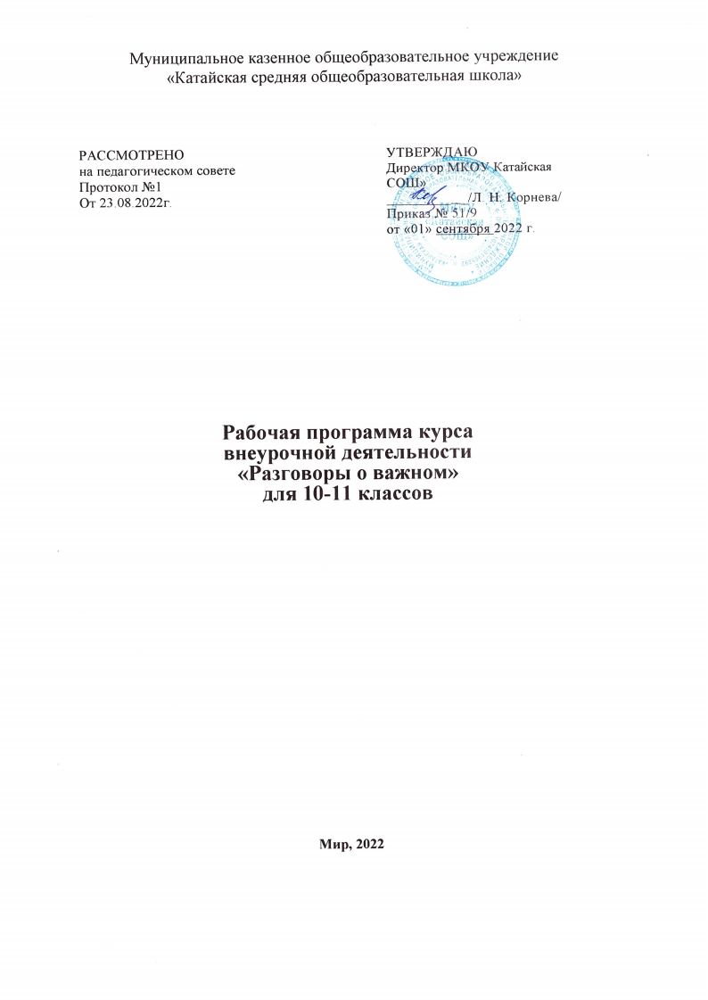 Муниципальное казенное общеобразовательное учреждение
«Катайская средняя общеобразовательная школа»
РАССМОТРЕНО
на педагогическом совете
Протокол №1
От 23.08.2022г.
УТВЕРЖДАЮ
Директор МКОУ Катайская
СОШ»
____________/Л. Н. Корнева/
Приказ № 51/9
от «01» сентября 2022 г.
Рабочая программа курса
внеурочной деятельности
«Разговоры о важном»
для 10-11 классов
Мир, 2022